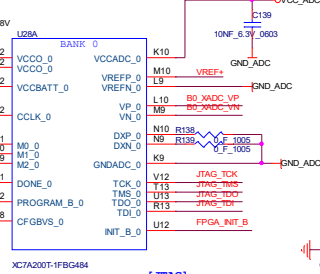 VCC_ADC
8V
C139
U28A
10NF_6.3V_0603
BANK 0
K10
VCCO_0
VCCADC_0
VCCO_0
GND_ADC
M10
VREF+
VREFP_0
L9
VCCBATT_0
VREFN_0
GND_ADC
L10
B0_XADC_VP
VP_0
M9
B0_XADC_VN
CCLK_0
VN_0
N10
R138
DXP_0
N9
R139
0_F_1005
M0_0
DXN_0
0_F_1005
M1_0
K9
M2_0
GNDADC_0
GND_ADC
V12
JTAG_TCK
DONE_0
TCK_0
T13
JTAG_TMS
TMS_0
U13
JTAG_TDO
PROGRAM_B_0
TDO_0
R13
JTAG_TDI
TDI_0
CFGBVS_0
U12
FPGA_INIT_B
INIT_B_0
XC7A200T-1FBG484